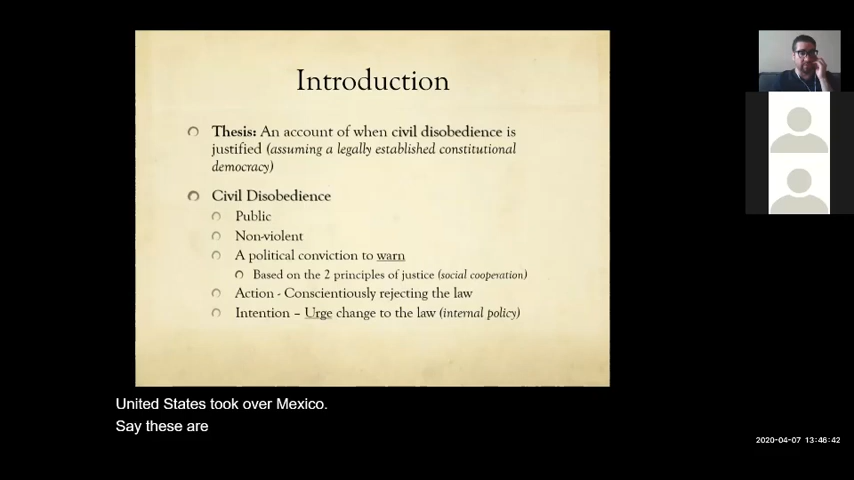 Introduction
Thesis: An account of when civil disobedience is
justified (assuming a legally established constitutional
democracy)
Civil Disobedience
Public
Non-violent
A political conviction to warn
Based on the 2 principles of justice (social cooperation)
Action - Conscientiously rejecting the law
Intention – Urge change to the law (internal policy)
United States took over Mexico.
Say these are
2020-04-07 13:46:42